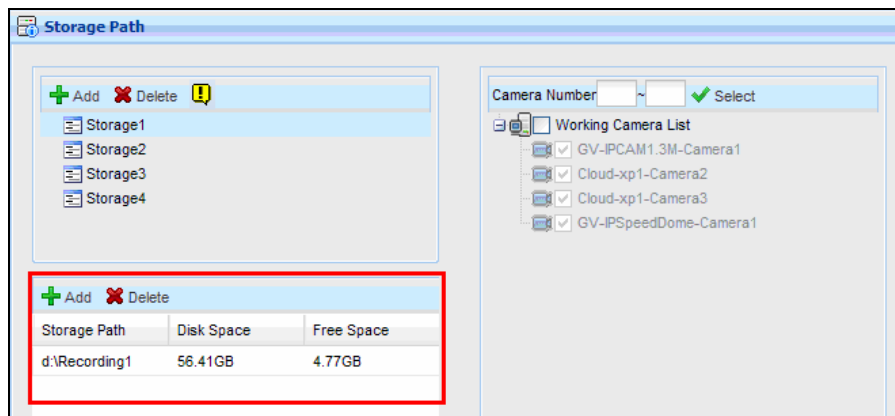 Storage Path
Add Delete
Storage1
Storage2
Storage3
Storage4
Add Delete
Storage Path Disk Space Free Space
d:\Recording1 56.41GB 4.77GB
Camera Number ~ Select
Working Camera List
GV-IPCAM1.3M-Camera1
Cloud-xp1-Camera2
Cloud-xp1-Camera3
GV-IPSpeedDome-Camera1